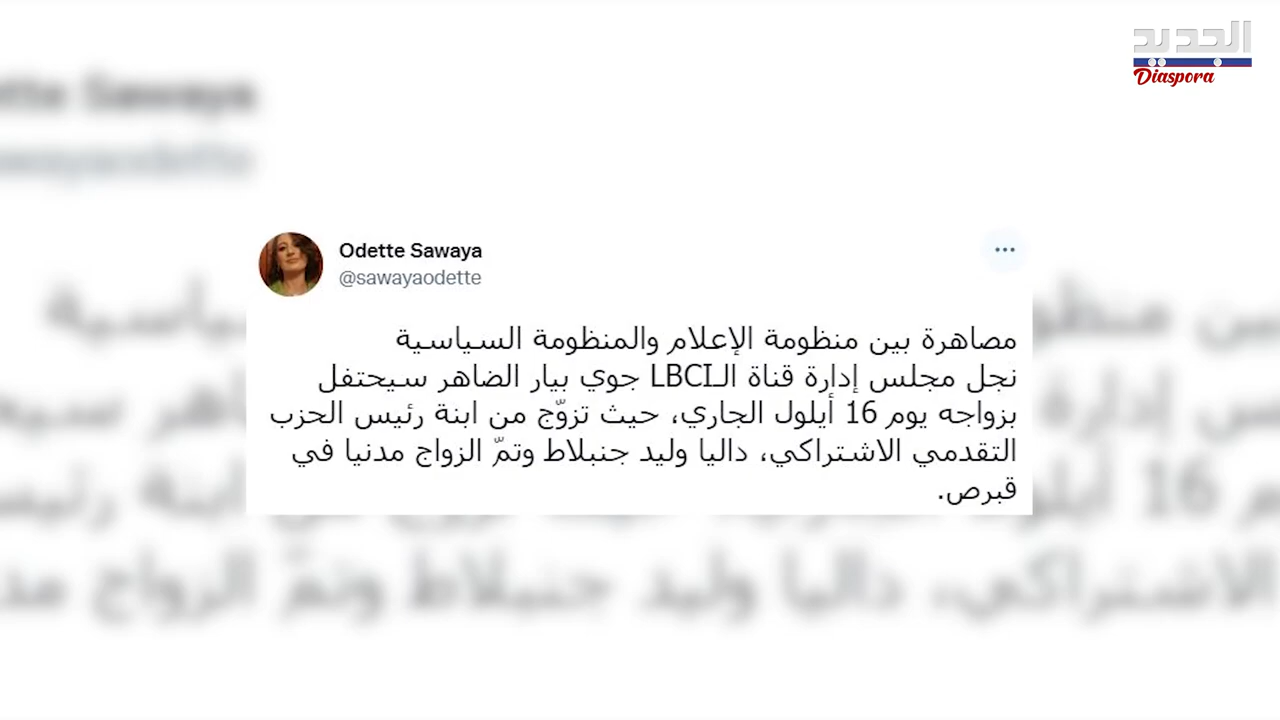 الجديد
Diaspora
Odette Sawaya
@sawayaodette
مصاهرة بين منظومة الإعلام والمنظومة السياسية
نجل مجلس إدارة قناة الـLBCI جوي بيار الضاهر سيحتفل
بزواجه يوم 16 أيلول الجاري، حيث تزوّج من ابنة رئيس الحزب
التقدمي الاشتراكي، داليا وليد جنبلاط وتمّ الزواج مدنيا في
قبرص.